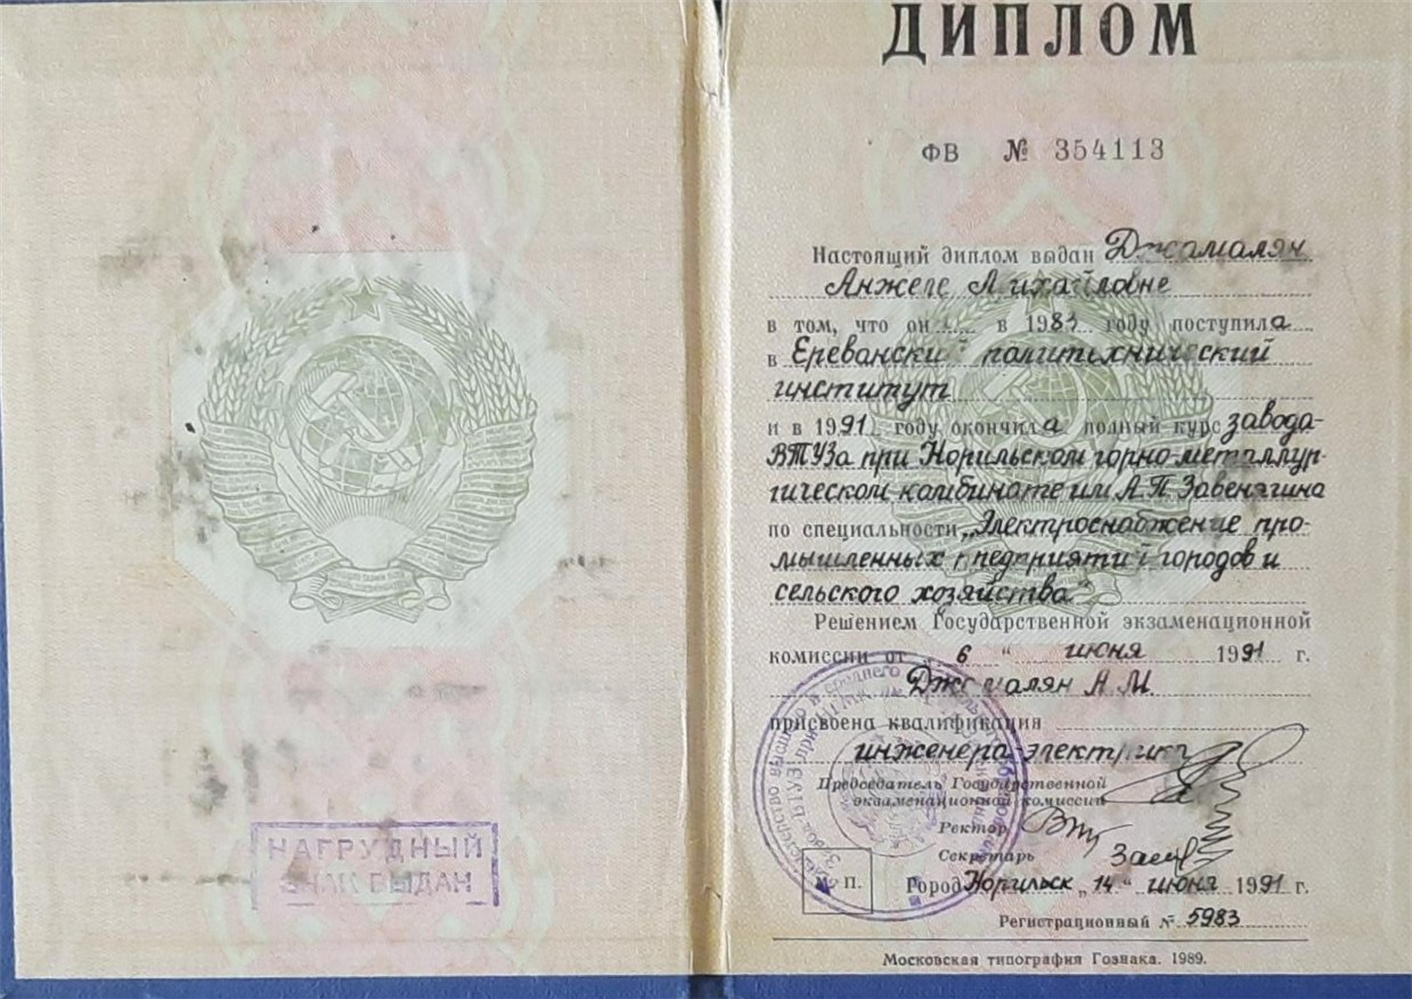 НАГРУДНЫЙ
ЗНАК ВЫДАН
ДИПЛОМ
ФВ № 354113
Настоящий диплом выдан Джамалян
Анжеле Михайловне
в том, что он в 1983 году поступила
в Ереванский политехнический
институт
и в 1991 году окончила полный курс завода-
ВТУЗа при Норильском горно-металлур-
гическом комбинате им А.П. Завенягина
по специальности „Электроснабжение про-
мышленных предприятий городов и
сельского хозяйства"
Решением Государственной экзаменационной
комиссии от „ 6 " июня 1991 г.
Джамалян А.М.
присвоена квалификация
инженера-электрика
Председатель Государственной
экзаменационной комиссии
Ректор
Секретарь
М. П. Город Норильск „ 14 " июня 1991 г.
Регистрационный № 5983
Московская типография Гознака. 1989.